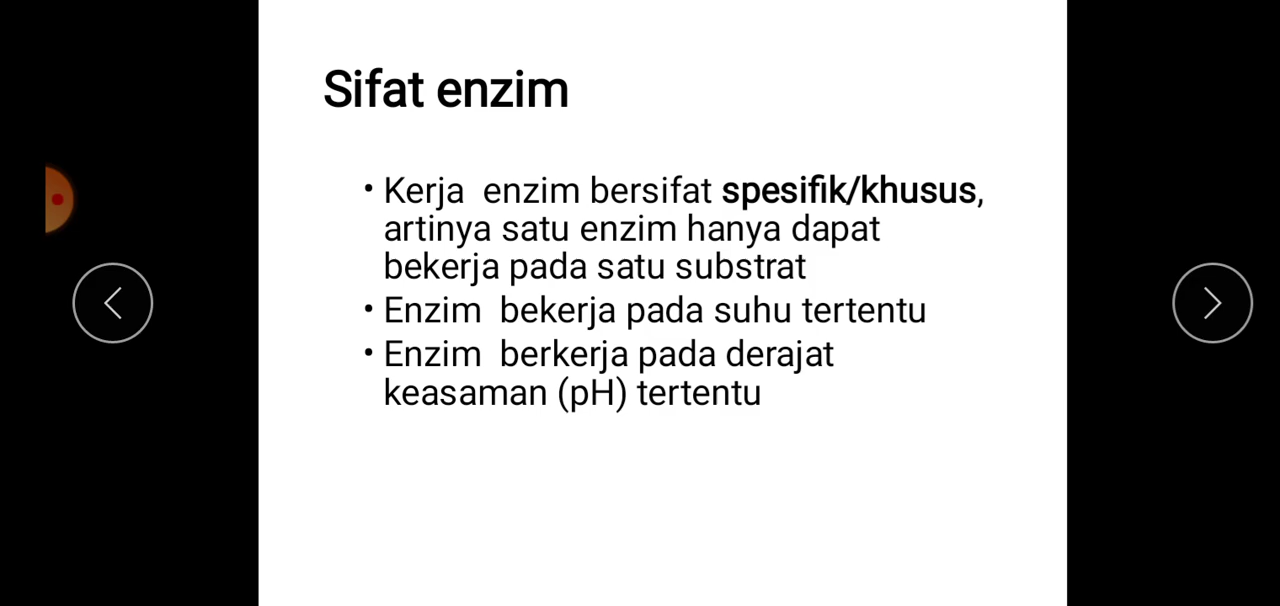 Sifat enzim
• Kerja  enzim bersifat spesifik/khusus,
artinya satu enzim hanya dapat
bekerja pada satu substrat
• Enzim  bekerja pada suhu tertentu
• Enzim  berkerja pada derajat
keasaman (pH) tertentu